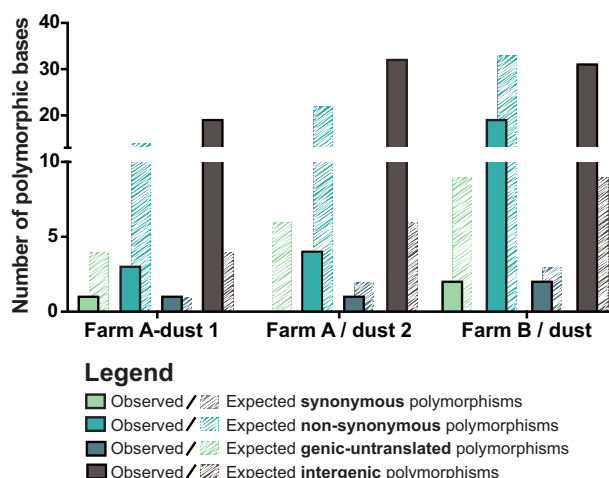 40
30
20
10
5
0
Number of polymorphic bases
Farm A-dust 1 Farm A / dust 2 Farm B / dust
Legend
Observed / Expected synonymous polymorphisms
Observed / Expected non-synonymous polymorphisms
Observed / Expected genic-untranslated polymorphisms
Observed / Expected intergenic polymorphisms